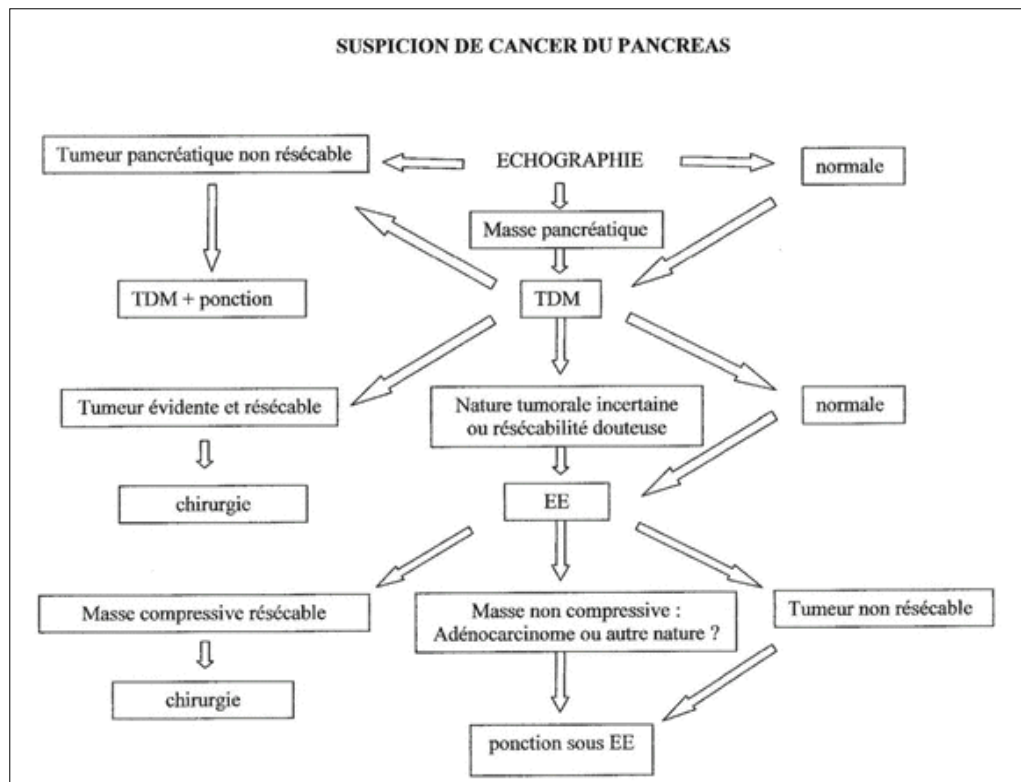 SUSPICION DE CANCER DU PANCREAS
Tumeur pancréatique non résécable
ECHOGRAPHIE
normale
Masse pancréatique
TDM + ponction
TDM
Tumeur évidente et résécable
Nature tumorale incertaine
ou résécabilité douteuse
normale
chirurgie
EE
Masse compressive résécable
Masse non compressive :
Adénocarcinome ou autre nature ?
Tumeur non résécable
chirurgie
ponction sous EE